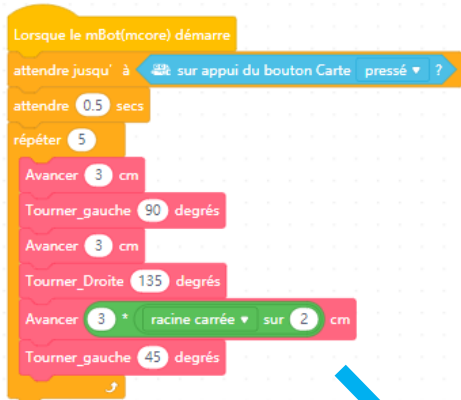 Lorsque le mBot(mcore) démarre
attendre jusqu' à sur appui du bouton Carte pressé ?
attendre 0.5 secs
répéter 5
Avancer 3 cm
Tourner_gauche 90 degrés
Avancer 3 cm
Tourner_Droite 135 degrés
Avancer 3 * racine carrée sur 2 cm
Tourner_gauche 45 degrés